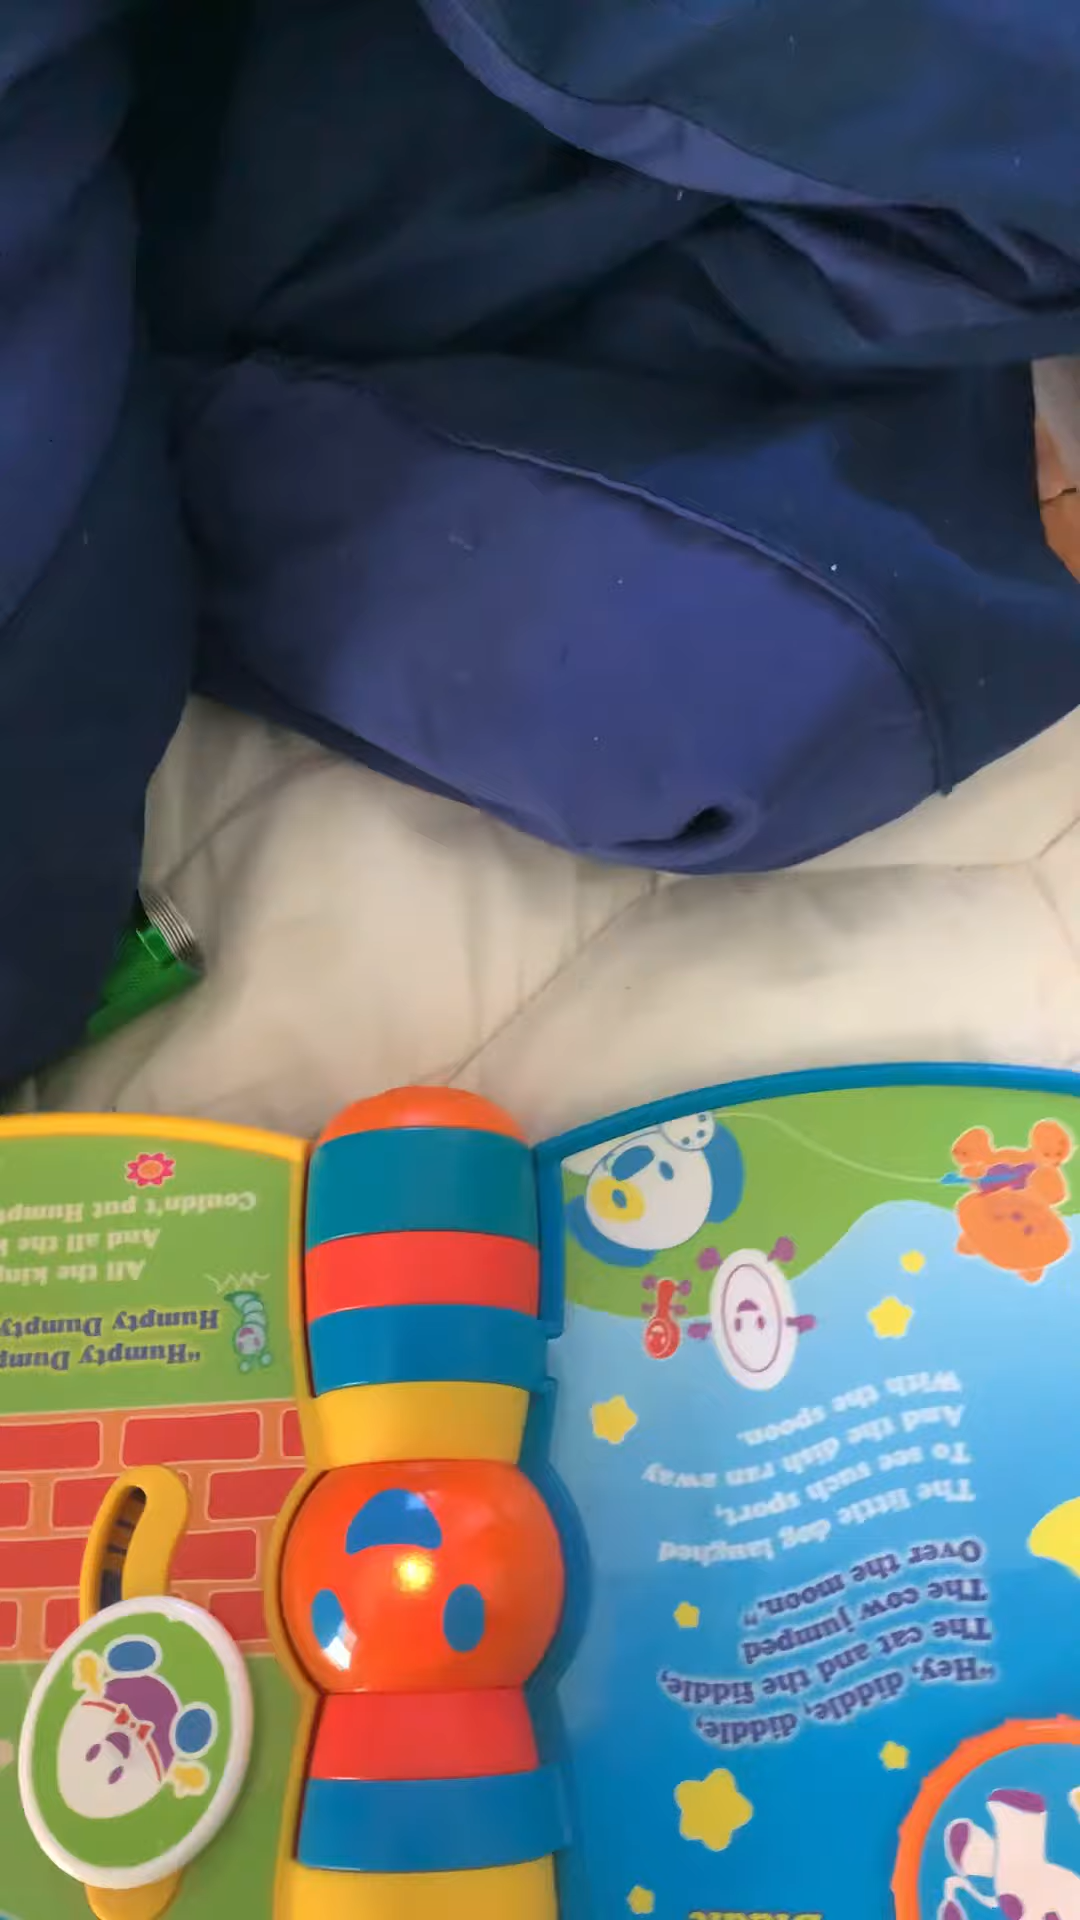 "Hey, diddle, diddle,
The cat and the fiddle,
The cow jumped
Over the moon."
The little dog laughed
To see such sport,
And the dish ran away
With the spoon.
"Humpty Dump
Humpty Dumpty
All the king
And all the
Couldn't put Humpt